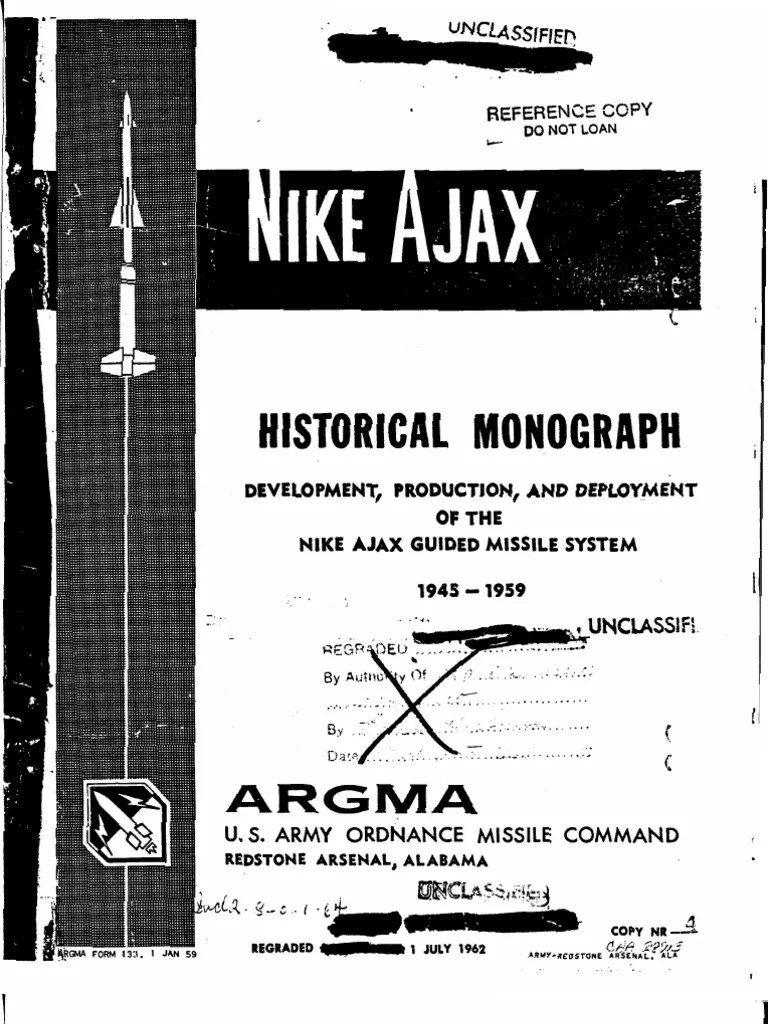 UNCLASSIFIED
REFERENCE COPY
DO NOT LOAN
NIKE AJAX
HISTORICAL MONOGRAPH
DEVELOPMENT, PRODUCTION, AND DEPLOYMENT
OF THE
NIKE AJAX GUIDED MISSILE SYSTEM
1945 – 1959
UNCLASSIFI
REGRADED
By Authority Of
By
Date
ARGMA
U. S. ARMY ORDNANCE MISSILE COMMAND
REDSTONE ARSENAL, ALABAMA
UNCLASSIFIED
COPY NR 4
REGRADED 1 JULY 1962
ARMY-REDSTONE ARSENAL, ALA
ARGMA FORM 133, 1 JAN 59